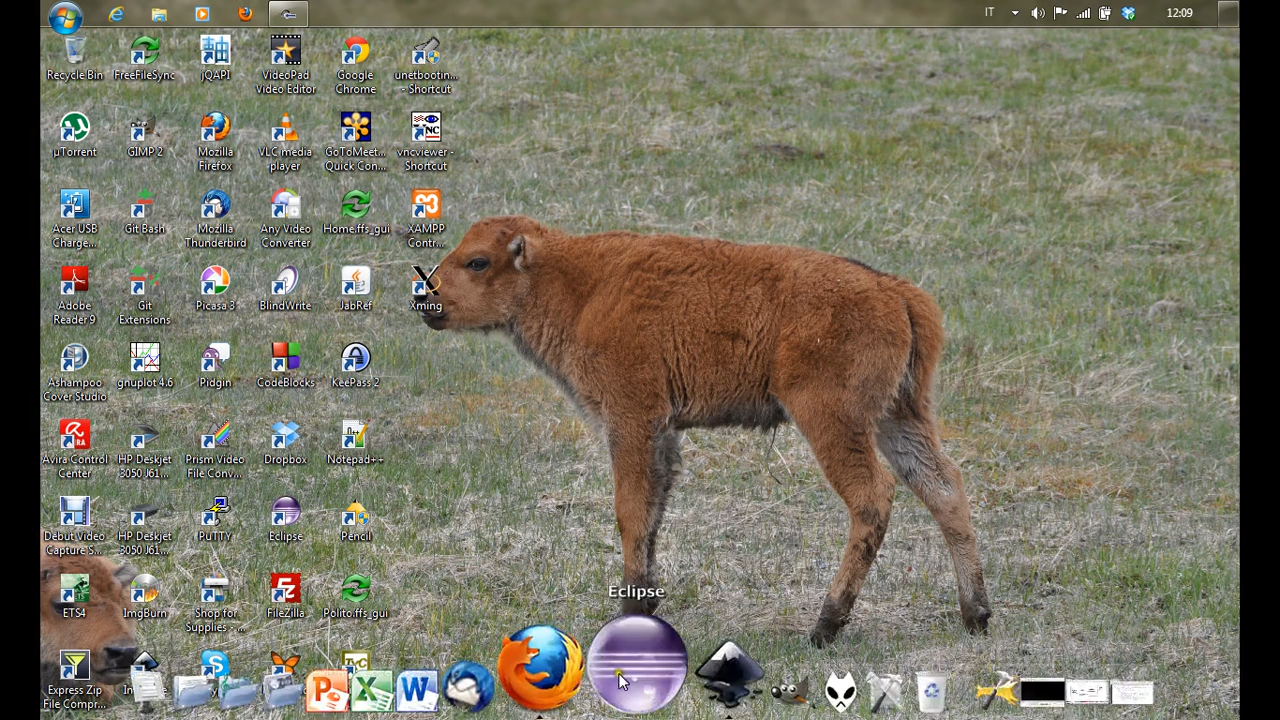 IT
12:09
Recycle Bin
FreeFileSync
jQAPI
VideoPad
Video Editor
Google
Chrome
unetbootin...
- Shortcut
µTorrent
GIMP 2
Mozilla
Firefox
VLC media
player
GoToMeet...
Quick Con...
vncviewer -
Shortcut
Acer USB
Charge...
Git Bash
Mozilla
Thunderbird
Any Video
Converter
Home.ffs_gui
XAMPP
Contr...
Adobe
Reader 9
Git
Extensions
Picasa 3
BlindWrite
JabRef
Xming
Ashampoo
Cover Studio
gnuplot 4.6
Pidgin
CodeBlocks
KeePass 2
Avira Control
Center
HP Deskjet
3050 J61...
Prism Video
File Conv...
Dropbox
Notepad++
Debut Video
Capture S...
HP Deskjet
3050 J61...
PuTTY
Eclipse
Pencil
ETS4
ImgBurn
Shop for
Supplies - ...
FileZilla
Polito.ffs_gui
Eclipse
Express Zip
File Compr...